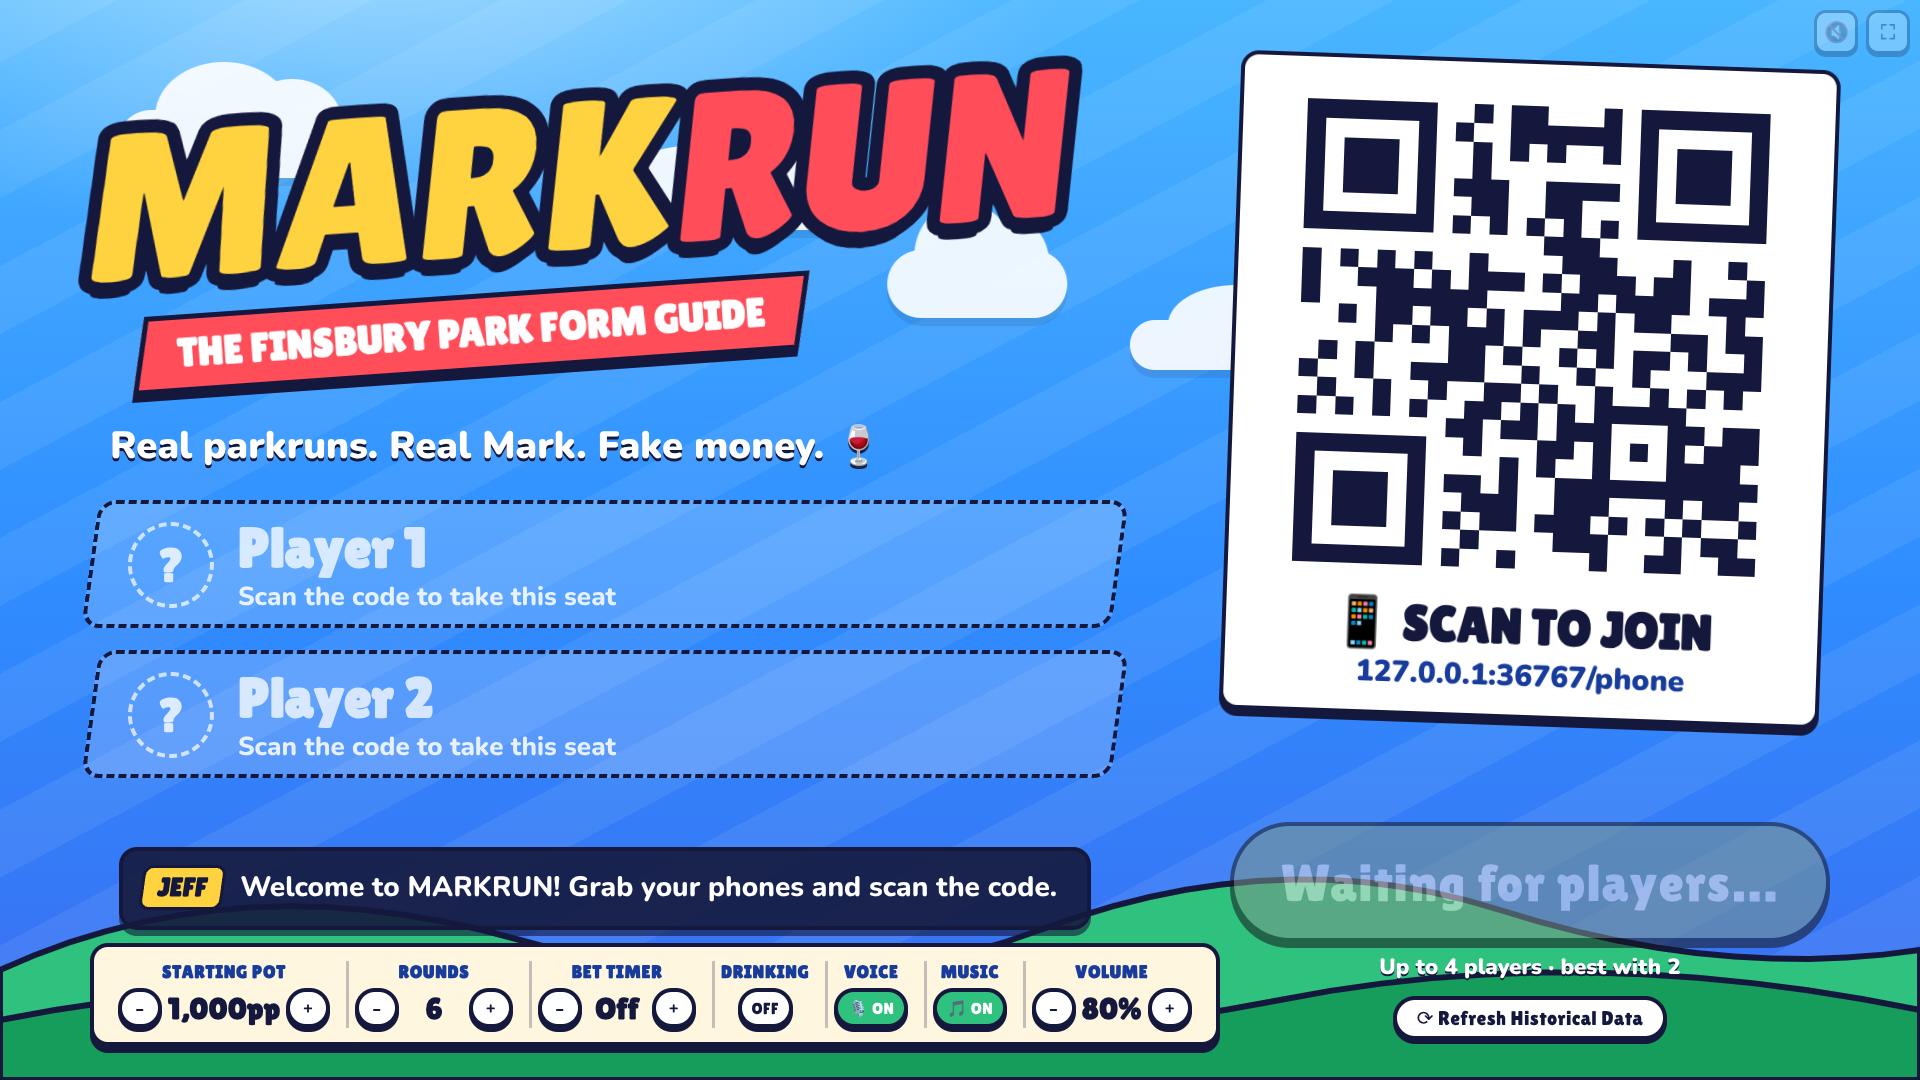 MARKRUN
THE FINSBURY PARK FORM GUIDE
Real parkruns. Real Mark. Fake money. 🍷
? Player 1
Scan the code to take this seat
? Player 2
Scan the code to take this seat
📱 SCAN TO JOIN
127.0.0.1:36767/phone
JEFF Welcome to MARKRUN! Grab your phones and scan the code.
Waiting for players...
Up to 4 players · best with 2
⟳ Refresh Historical Data
STARTING POT
– 1,000pp +
ROUNDS
– 6 +
BET TIMER
– Off +
DRINKING
OFF
VOICE
🎙️ ON
MUSIC
🎵 ON
VOLUME
– 80% +